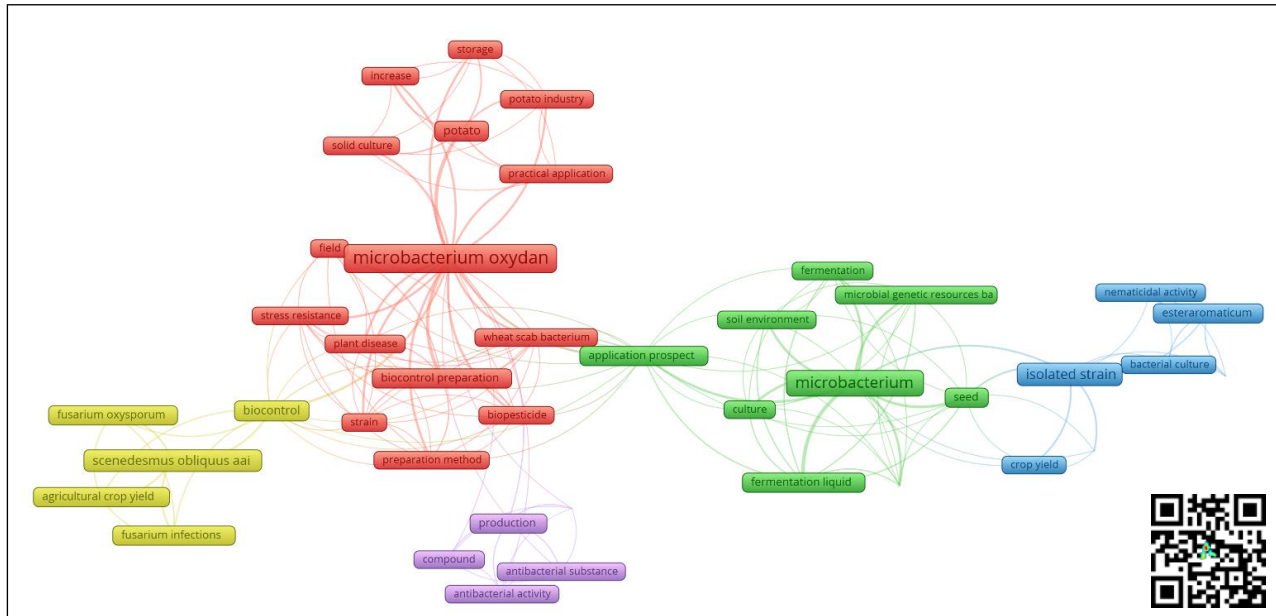 storage
increase
potato industry
potato
solid culture
practical application
field
microbacterium oxydan
fermentation
microbial genetic resources ba
nematicidal activity
esteraromaticum
stress resistance
soil environment
wheat scab bacterium
plant disease
application prospect
bacterial culture
biocontrol preparation
microbacterium
isolated strain
seed
fusarium oxysporum
biocontrol
strain
biopesticide
culture
scenedesmus obliquus aai
preparation method
crop yield
agricultural crop yield
fermentation liquid
fusarium infections
production
compound
antibacterial substance
antibacterial activity